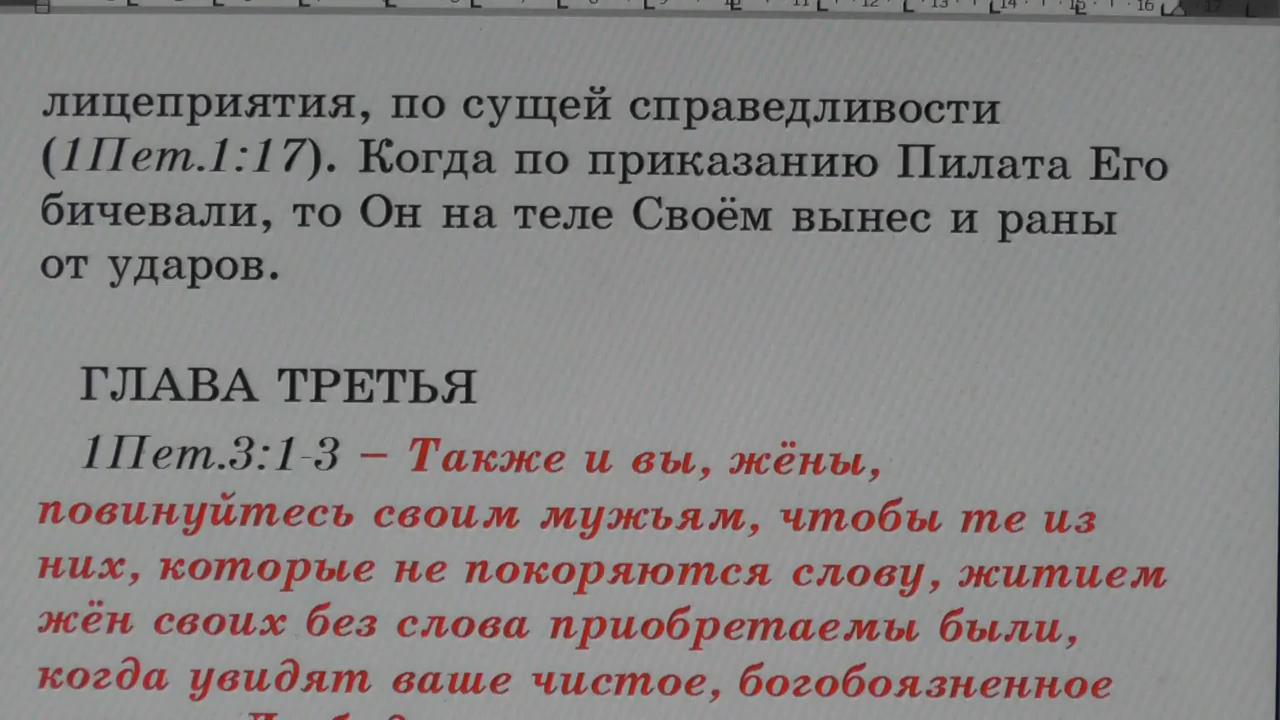 лицеприятия, по сущей справедливости
(1Пет.1:17). Когда по приказанию Пилата Его
бичевали, то Он на теле Своём вынес и раны
от ударов.
ГЛАВА ТРЕТЬЯ
1Пет.3:1-3 – Также и вы, жёны,
повинуйтесь своим мужьям, чтобы те из
них, которые не покоряются слову, житием
жён своих без слова приобретаемы были,
когда увидят ваше чистое, богобоязненное